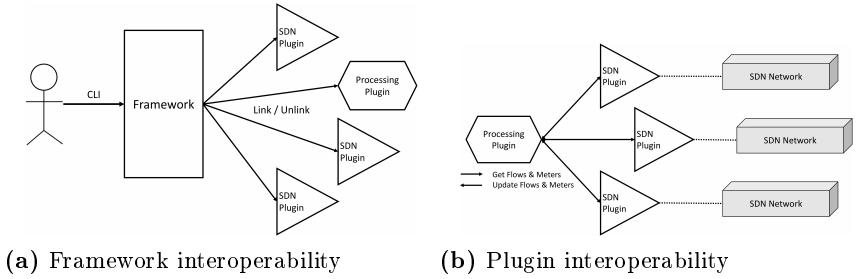 SDN
Plugin
CLI
Framework
Processing
Plugin
Link / Unlink
SDN
Plugin
SDN
Plugin
(a) Framework interoperability
SDN
Plugin
SDN Network
Processing
Plugin
SDN
Plugin
SDN Network
Get Flows & Meters
Update Flows & Meters
SDN
Plugin
SDN Network
(b) Plugin interoperability